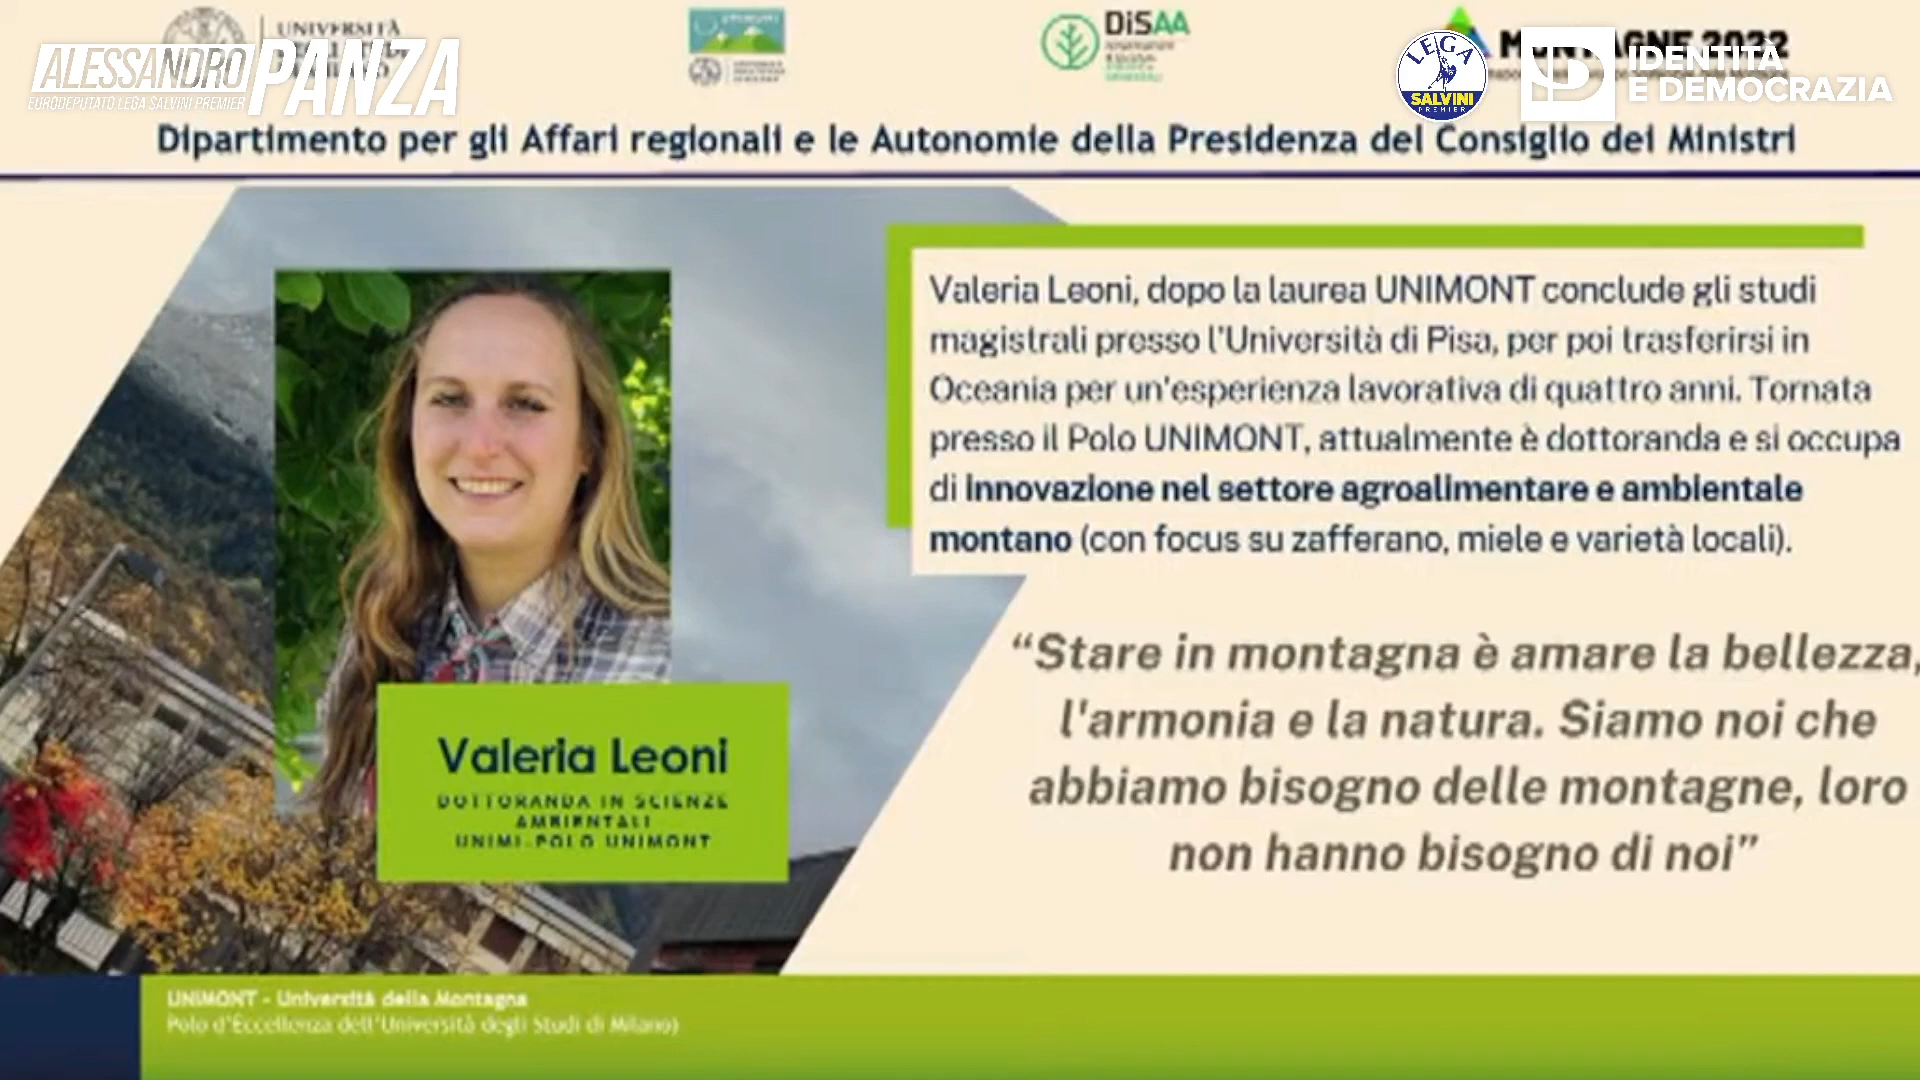 UNIVERSITÀ
ALESSANDRO PANZA
EURODEPUTATO LEGA SALVINI PREMIER
DiSAA
LEGA
SALVINI
PREMIER
MONTAGNE 2022
ID
IDENTITÀ
E DEMOCRAZIA
Dipartimento per gli Affari regionali e le Autonomie della Presidenza del Consiglio dei Ministri
Valeria Leoni, dopo la laurea UNIMONT conclude gli studi
magistrali presso l'Università di Pisa, per poi trasferirsi in
Oceania per un'esperienza lavorativa di quattro anni. Tornata
presso il Polo UNIMONT, attualmente è dottoranda e si occupa
di innovazione nel settore agroalimentare e ambientale
montano (con focus su zafferano, miele e varietà locali).
“Stare in montagna è amare la bellezza,
l'armonia e la natura. Siamo noi che
abbiamo bisogno delle montagne, loro
non hanno bisogno di noi”
Valeria Leoni
DOTTORANDA IN SCIENZE
AMBIENTALI
UNIMI-POLO UNIMONT
UNIMONT - Università della Montagna
Polo d'Eccellenza dell'Università degli Studi di Milano)